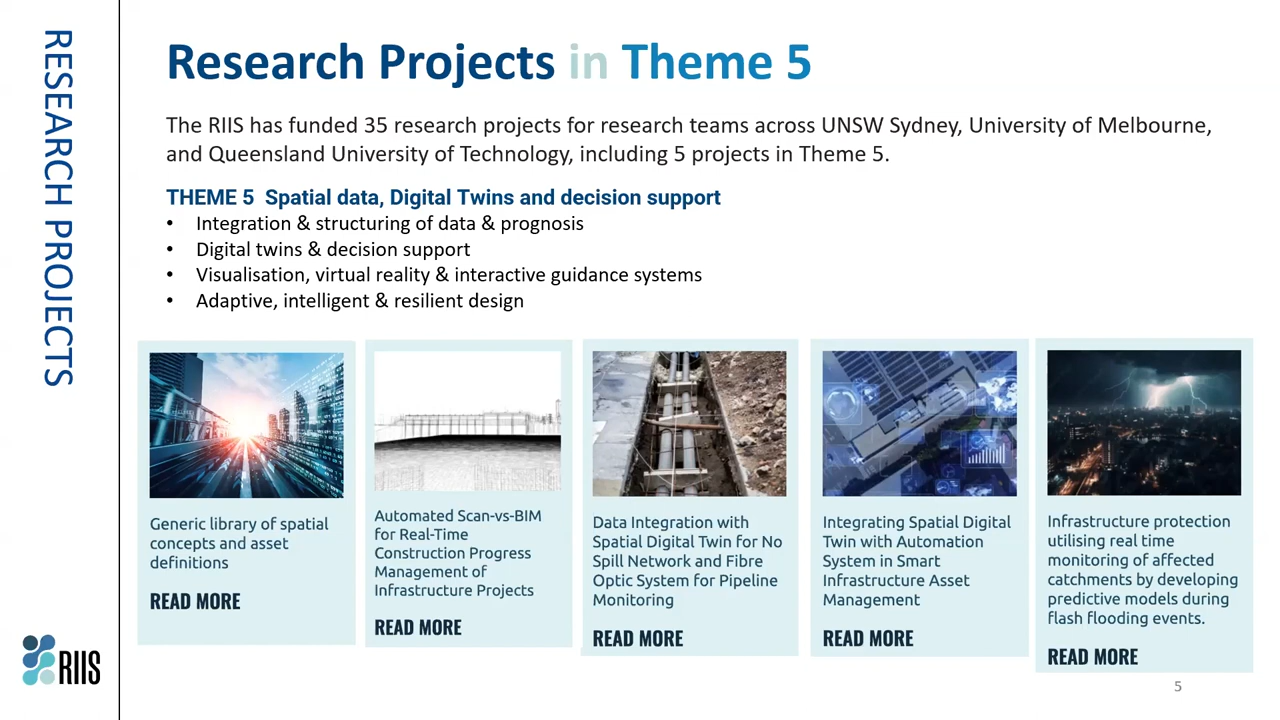 RESEARCH PROJECTS
Research Projects in Theme 5
The RIIS has funded 35 research projects for research teams across UNSW Sydney, University of Melbourne,
and Queensland University of Technology, including 5 projects in Theme 5.
THEME 5 Spatial data, Digital Twins and decision support
• Integration & structuring of data & prognosis
• Digital twins & decision support
• Visualisation, virtual reality & interactive guidance systems
• Adaptive, intelligent & resilient design
Generic library of spatial
concepts and asset
definitions
READ MORE
Automated Scan-vs-BIM
for Real-Time
Construction Progress
Management of
Infrastructure Projects
READ MORE
Data Integration with
Spatial Digital Twin for No
Spill Network and Fibre
Optic System for Pipeline
Monitoring
READ MORE
Integrating Spatial Digital
Twin with Automation
System in Smart
Infrastructure Asset
Management
READ MORE
Infrastructure protection
utilising real time
monitoring of affected
catchments by developing
predictive models during
flash flooding events.
READ MORE
RIIS
5